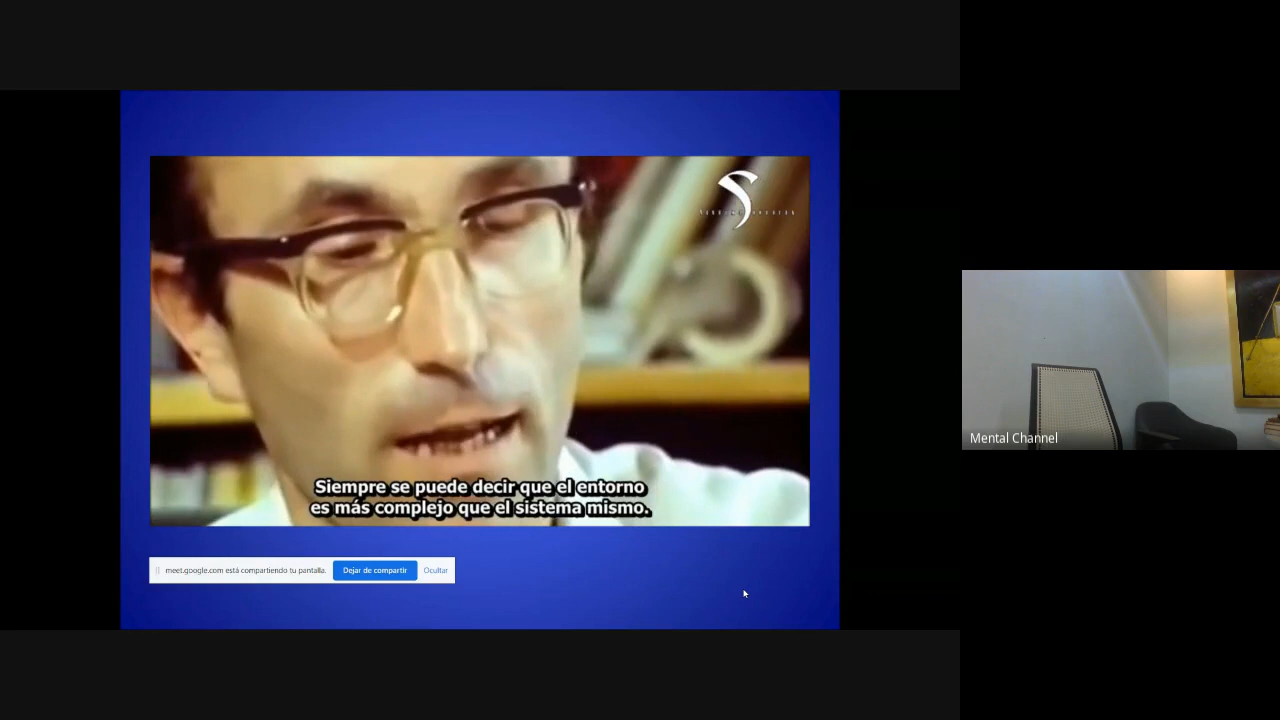 Siempre se puede decir que el entorno
es más complejo que el sistema mismo.
meet.google.com está compartiendo tu pantalla.
Dejar de compartir
Ocultar
Mental Channel